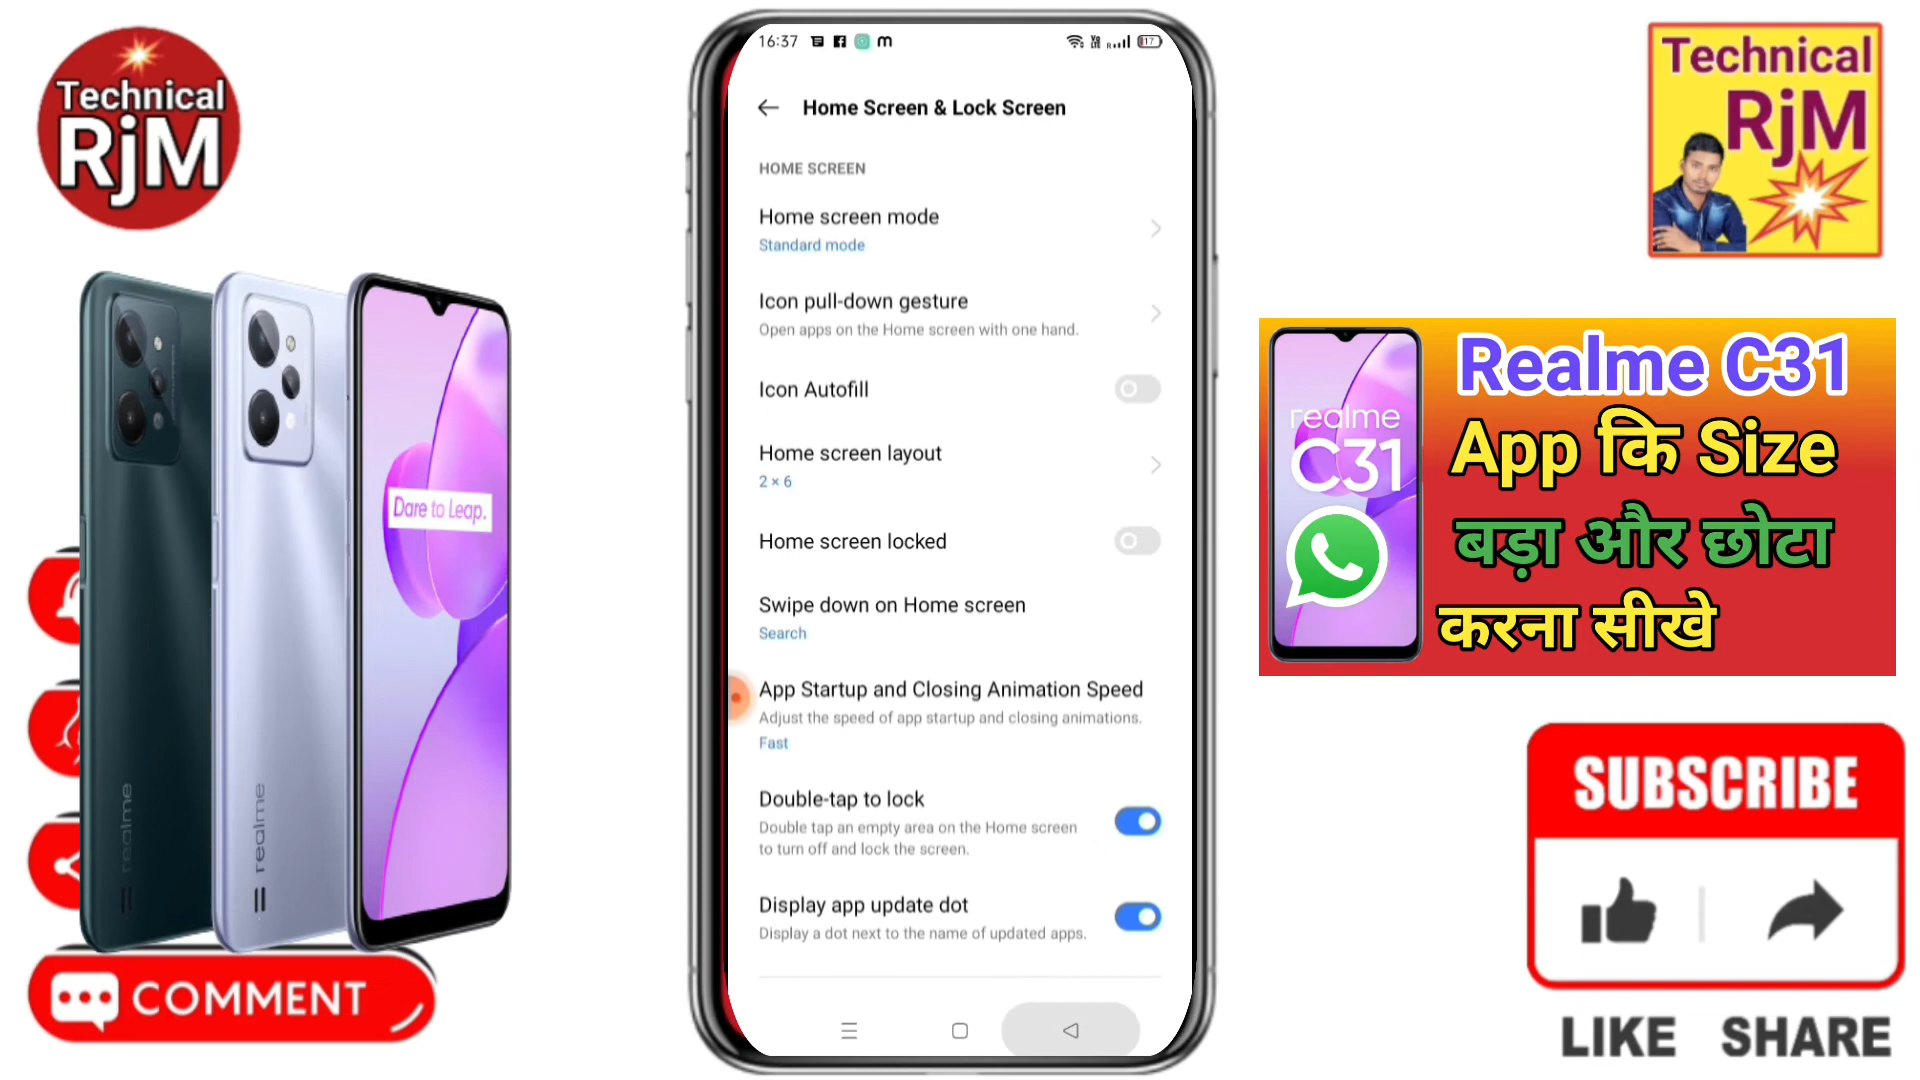 Technical
RjM
realme
realme
Dare to Leap.
COMMENT
16:37
17
Home Screen & Lock Screen
HOME SCREEN
Home screen mode
Standard mode
Icon pull-down gesture
Open apps on the Home screen with one hand.
Icon Autofill
Home screen layout
2 × 6
Home screen locked
Swipe down on Home screen
Search
App Startup and Closing Animation Speed
Adjust the speed of app startup and closing animations.
Fast
Double-tap to lock
Double tap an empty area on the Home screen
to turn off and lock the screen.
Display app update dot
Display a dot next to the name of updated apps.
Technical
RjM
realme
C31
Realme C31
App कि Size
बड़ा और छोटा
करना सीखे
SUBSCRIBE
LIKE SHARE